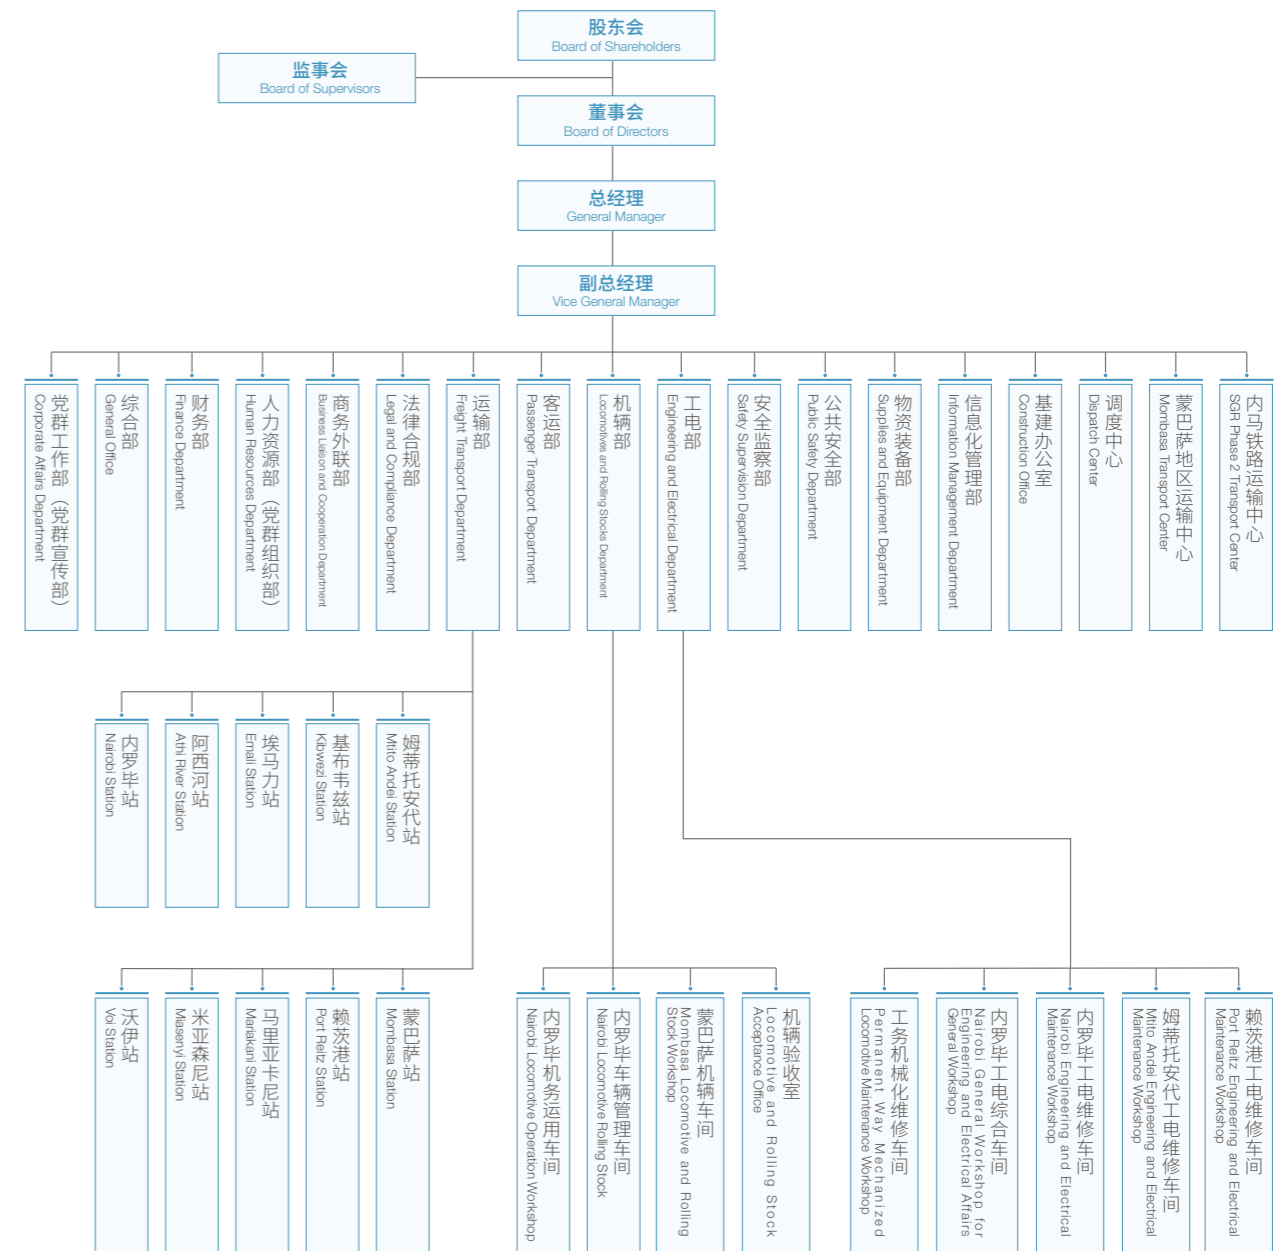 股东会
Board of Shareholders
监事会
Board of Supervisors
董事会
Board of Directors
总经理
General Manager
副总经理
Vice General Manager
党群工作部（党群宣传部）
Corporate Affairs Department
综合部
General Office
财务部
Finance Department
人力资源部（党群组织部）
Human Resources Department
商务外联部
Business Liaison and Cooperation Department
法律合规部
Legal and Compliance Department
运输部
Freight Transport Department
客运部
Passenger Transport Department
机辆部
Locomotives and Rolling Stocks Department
工电部
Engineering and Electrical Department
安全监察部
Safety Supervision Department
公共安全部
Public Safety Department
物资装备部
Supplies and Equipment Department
信息化管理部
Information Management Department
基建办公室
Construction Office
调度中心
Dispatch Center
蒙巴萨地区运输中心
Mombasa Transport Center
内马铁路运输中心
SGR Phase 2 Transport Center
内罗毕站
Nairobi Station
阿西河站
Athi River Station
埃马力站
Emali Station
基布韦兹站
Kibwezi Station
姆蒂托安代站
Mtito Andei Station
沃伊站
Voi Station
米亚森尼站
Miasenyi Station
马里亚卡尼站
Mariakani Station
赖茨港站
Port Reitz Station
蒙巴萨站
Mombasa Station
内罗毕机务运用车间
Nairobi Locomotive Operation Workshop
内罗毕车辆管理车间
Nairobi Locomotive Rolling Stock
蒙巴萨机辆车间
Monbasa Locomotive and Rolling
Stock Workshop
机辆验收室
Locomotive and Rolling Stock
Acceptance Office
工务机械化维修车间
Permanent Way Mechanized
Locomotive Maintenance Workshop
内罗毕工电综合车间
Nairobi General Workshop for
Engineering and Electrical Affairs
General Workshop
内罗毕工电维修车间
Nairobi Engineering and Electrical
Maintenance Workshop
姆蒂托安代工电维修车间
Mtito Andei Engineering and Electrical
Maintenance Workshop
赖茨港工电维修车间
Port Reitz Engineering and Electrical
Maintenance Workshop